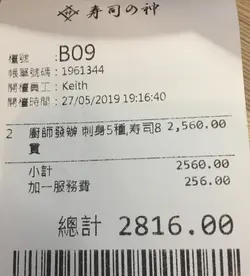 寿司の神
檯號 :B09
帳單號碼 :1961344
開檯員工 :Keith
開檯時間 :27/05/2019 19:16:40
2 廚師發辦 刺身5種,寿司8 2,560.00
貫
小計 2560.00
加一服務費 256.00
總計 2816.00